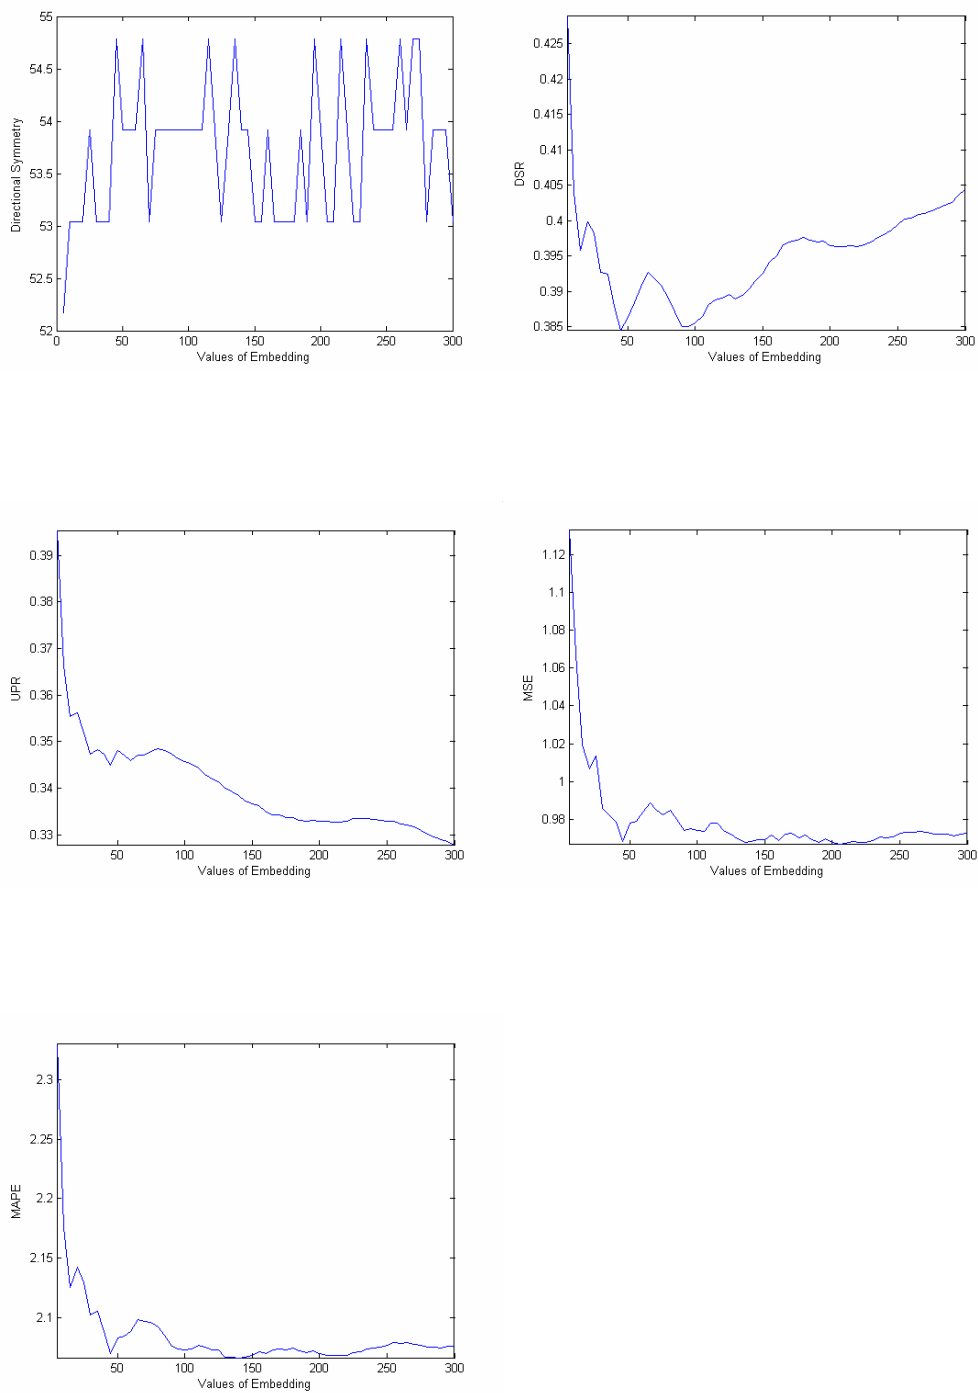 55
54.5
54
53.5
53
52.5
52
Directional Symmetry
0 50 100 150 200 250 300
Values of Embedding
0.425
0.42
0.415
0.41
0.405
0.4
0.395
0.39
0.385
DSR
50 100 150 200 250 300
Values of Embedding
0.39
0.38
0.37
0.36
0.35
0.34
0.33
UPR
50 100 150 200 250 300
Values of Embedding
1.12
1.1
1.08
1.06
1.04
1.02
1
0.98
MSE
50 100 150 200 250 300
Values of Embedding
2.3
2.25
2.2
2.15
2.1
MAPE
50 100 150 200 250 300
Values of Embedding